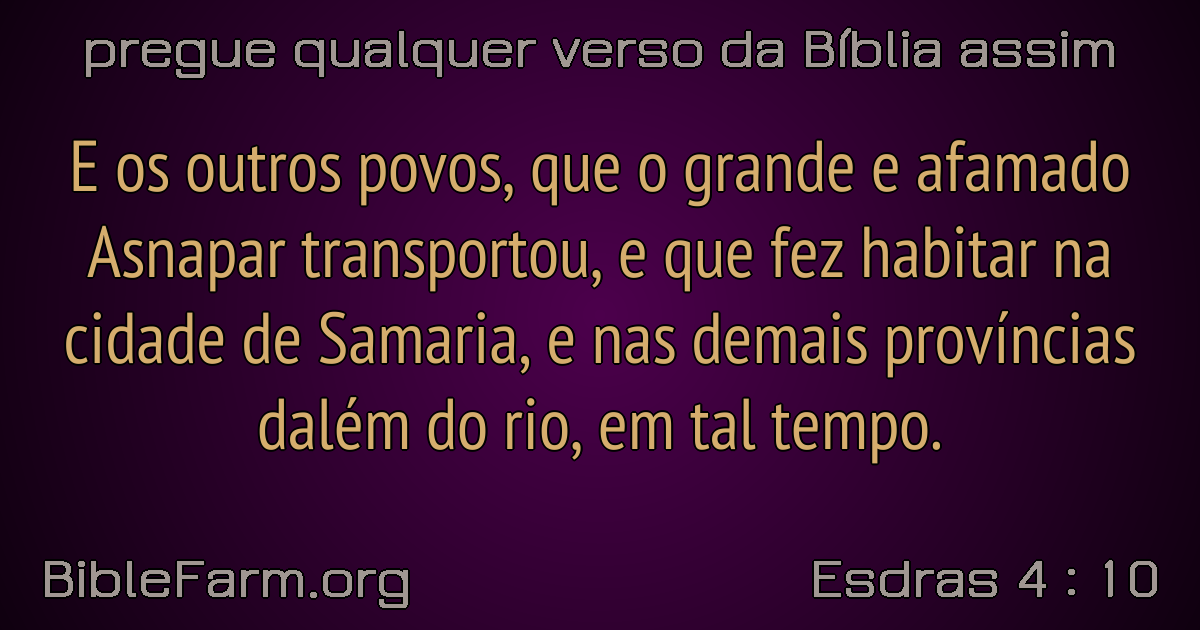 pregue qualquer verso da Bíblia assim
E os outros povos, que o grande e afamado
Asnapar transportou, e que fez habitar na
cidade de Samaria, e nas demais províncias
dalém do rio, em tal tempo.
BibleFarm.org
Esdras 4 : 10